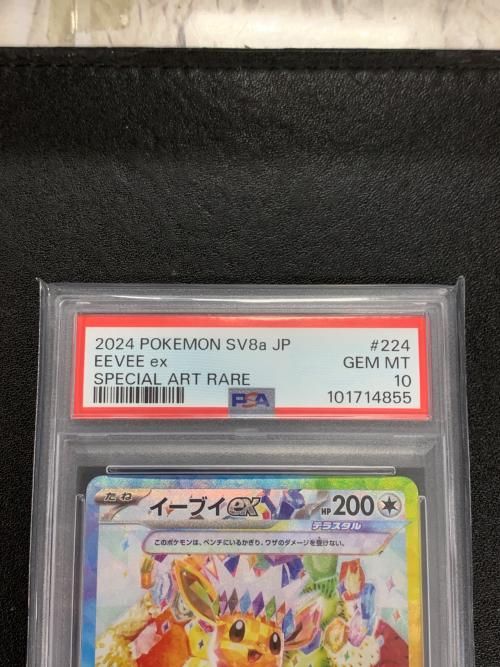 2024 POKEMON SV8a JP #224
EEVEE ex GEM MT
SPECIAL ART RARE 10
PSA 101714855
たね イーブイex HP 200
テラスタル
このポケモンは、ベンチにいるかぎり、ワザのダメージを受けない。